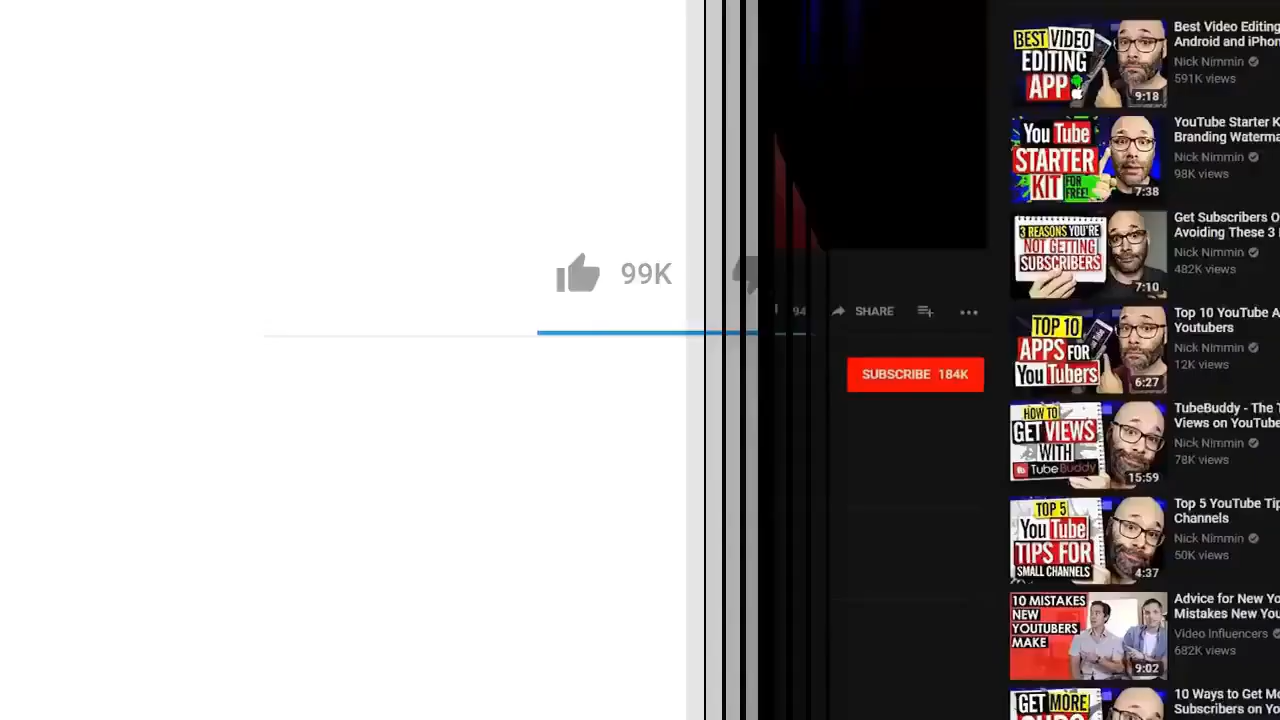 99K
94
SHARE
SUBSCRIBE 184K
BEST VIDEO
EDITING
APP
9:18
Best Video Editing
Android and iPhon
Nick Nimmin
591K views
You Tube
STARTER
KIT FOR
FREE!
7:38
YouTube Starter K
Branding Waterma
Nick Nimmin
98K views
3 REASONS YOU'RE
NOT GETTING
SUBSCRIBERS
7:10
Get Subscribers O
Avoiding These 3
Nick Nimmin
482K views
TOP 10
APPS FOR
You Tubers
6:27
Top 10 YouTube A
Youtubers
Nick Nimmin
12K views
HOW TO
GET VIEWS
WITH
TubeBuddy
15:59
TubeBuddy - The T
Views on YouTube
Nick Nimmin
78K views
TOP 5
You Tube
TIPS FOR
SMALL CHANNELS
4:37
Top 5 YouTube Tip
Channels
Nick Nimmin
50K views
10 MISTAKES
NEW
YOUTUBERS
MAKE
9:02
Advice for New Yo
Mistakes New You
Video Influencers
682K views
GET MORE
10 Ways to Get Mo
Subscribers on Yo